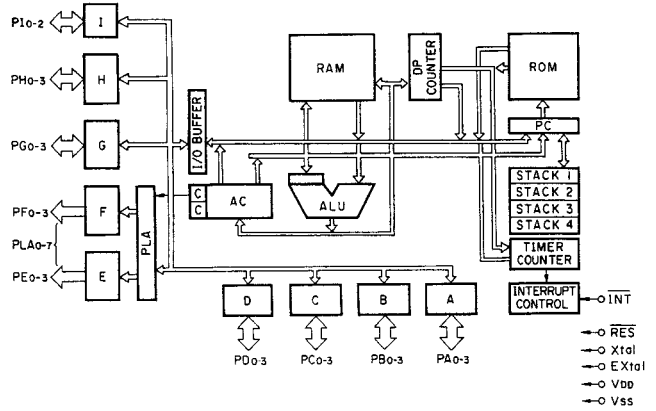 PI0-2
I
PH0-3
H
PG0-3
G
I/O BUFFER
RAM
DP COUNTER
ROM
PC
STACK 1
STACK 2
STACK 3
STACK 4
C
C
AC
ALU
PF0-3
F
PLA0-7
PLA
PE0-3
E
TIMER COUNTER
INTERRUPT CONTROL
INT
D
C
B
A
PD0-3
PC0-3
PB0-3
PA0-3
RES
Xtal
EXtal
VDD
VSS